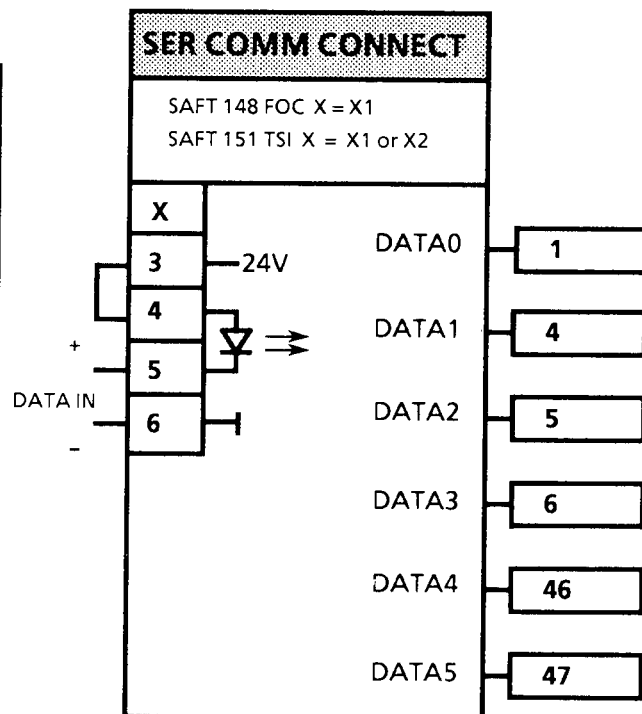 SER COMM CONNECT
SAFT 148 FOC X = X1
SAFT 151 TSI X = X1 or X2
X
3
24V
4
+
5
DATA IN
6
–
DATA0 1
DATA1 4
DATA2 5
DATA3 6
DATA4 46
DATA5 47